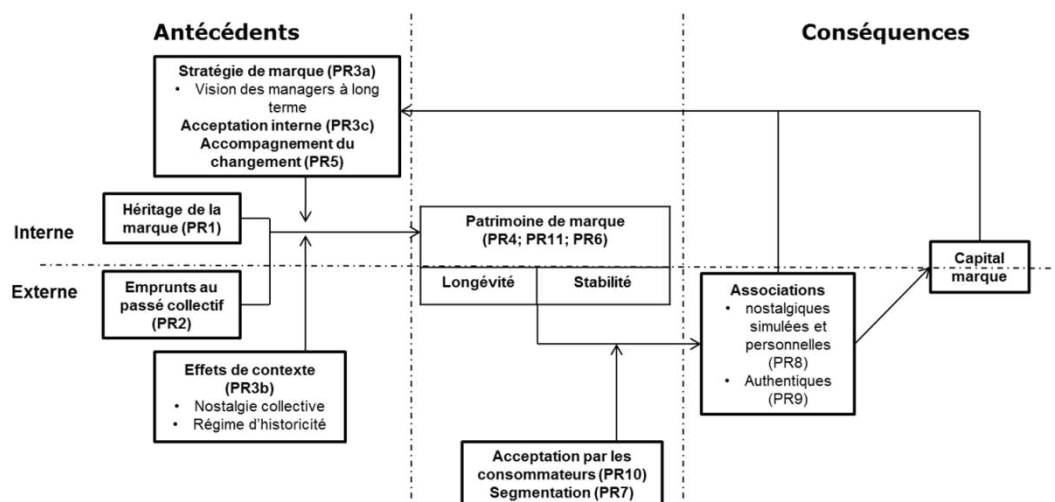 Antécédents
Conséquences
Stratégie de marque (PR3a)
• Vision des managers à long
terme
Acceptation interne (PR3c)
Accompagnement du
changement (PR5)
Héritage de la
marque (PR1)
Interne
Patrimoine de marque
(PR4; PR11; PR6)
Longévité
Stabilité
Capital
marque
Externe
Emprunts au
passé collectif
(PR2)
Associations
• nostalgiques
simulées et
personnelles
(PR8)
• Authentiques
(PR9)
Effets de contexte
(PR3b)
• Nostalgie collective
• Régime d'historicité
Acceptation par les
consommateurs (PR10)
Segmentation (PR7)